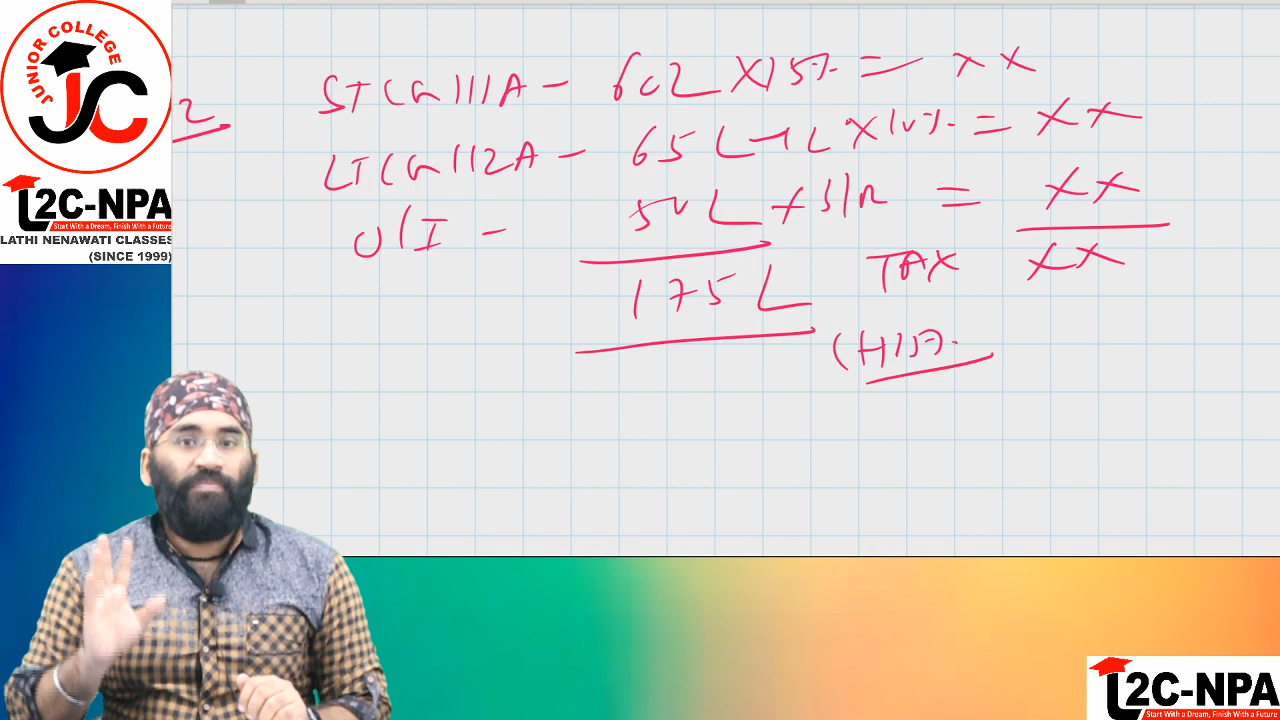 JUNIOR COLLEGE
JC
L2C-NPA
Start With a Dream, Finish With a Future
LATHI NENAWATI CLASSES
(SINCE 1999)
2
STCG 111A - 60L X15% = XX
LTCG 112A - 65L-1L X10% = XX
O/I - 50L X S/R = XX
175L TAX XX
(+)15%.
L2C-NPA
Start With a Dream, Finish With a Future